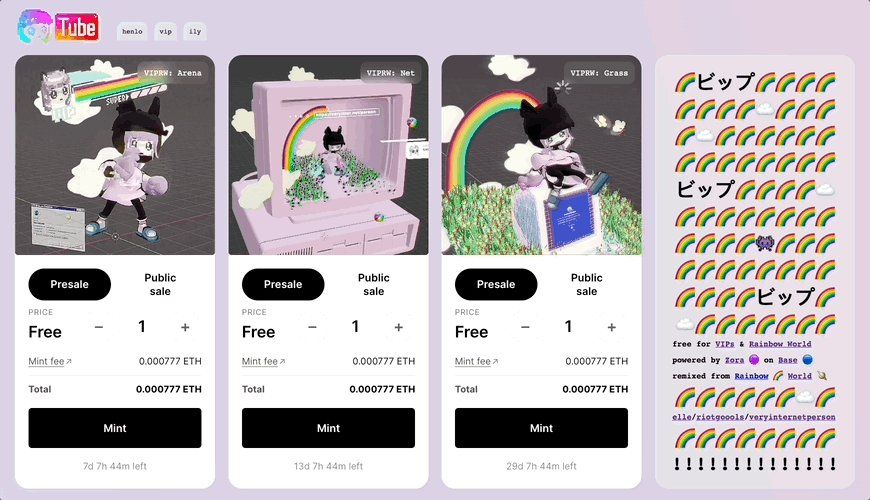 Tube
henlo
vip
ily
VIPRW: Arena
SUPER
Presale
Public
sale
PRICE
Free
− 1 +
Mint fee↗ 0.000777 ETH
Total 0.000777 ETH
Mint
7d 7h 44m left
VIPRW: Net
Presale
Public
sale
PRICE
Free
− 1 +
Mint fee↗ 0.000777 ETH
Total 0.000777 ETH
Mint
13d 7h 44m left
VIPRW: Grass
Presale
Public
sale
PRICE
Free
− 1 +
Mint fee↗ 0.000777 ETH
Total 0.000777 ETH
Mint
29d 7h 44m left
🌈ビップ🌈🌈🌈🌈
🌈🌈🌈🌈☁️🌈🌈🌈
🌈☁️🌈🌈🌈🌈🌈🌈
🌈🌈🌈🌈🌈🌈🌈🌈
ビップ🌈🌈🌈🌈☁️
🌈🌈🌈🌈🌈🌈🌈🌈
🌈🌈🌈🌈👾🌈🌈🌈
🌈🌈🌈🌈🌈🌈🌈🌈
🌈🌈🌈🌈ビップ🌈
☁️🌈🌈🌈🌈🌈🌈🌈
free for VIPs & Rainbow World
powered by Zora 🟣 on Base 🔵
remixed from Rainbow 🌈 World 🪐
🌈🌈🌈🌈🌈🌈☁️🌈
elle/riotgoools/veryinternetperson
🌈🌈🌈🌈🌈🌈🌈🌈
!!!!!!!!!!!!!!